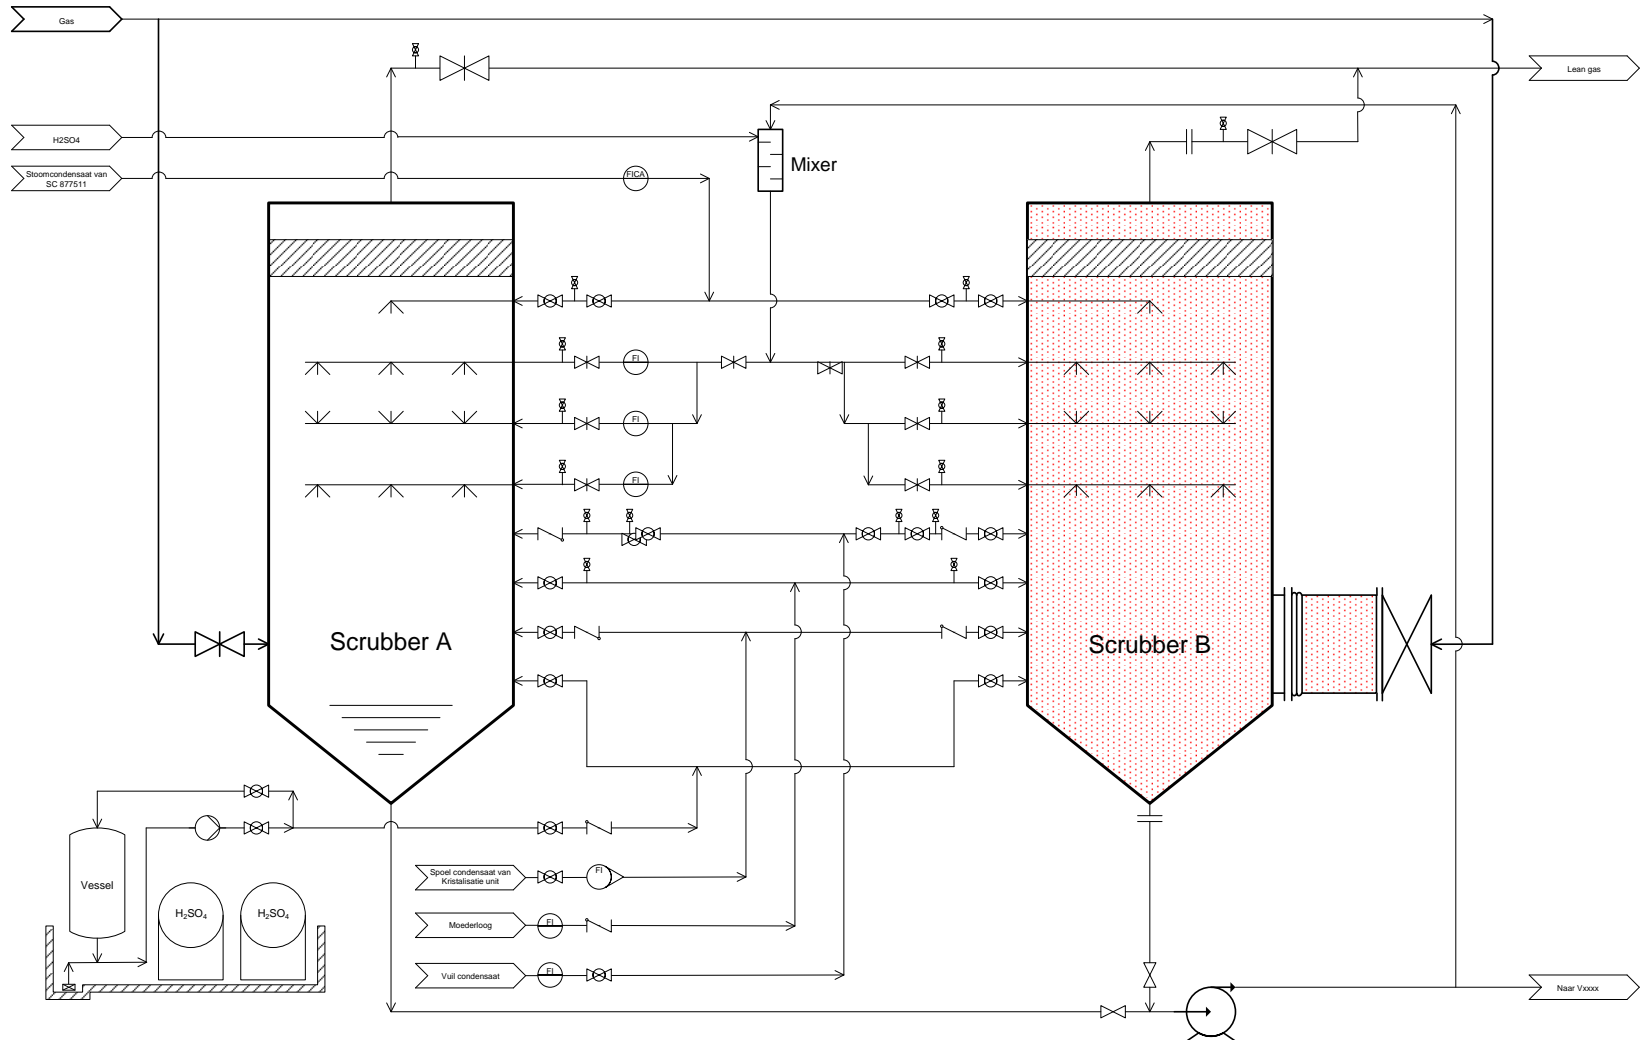 Gas
Lean gas
H2SO4
Mixer
Stoomcondensaat van
SC 877511
FICA
FI
FI
FI
Scrubber A
Scrubber B
Vessel
H₂SO₄
H₂SO₄
Spoel condensaat van
Kristalisatie unit
FI
Moederloog
FI
Vuil condensaat
FI
Naar Vxxxx